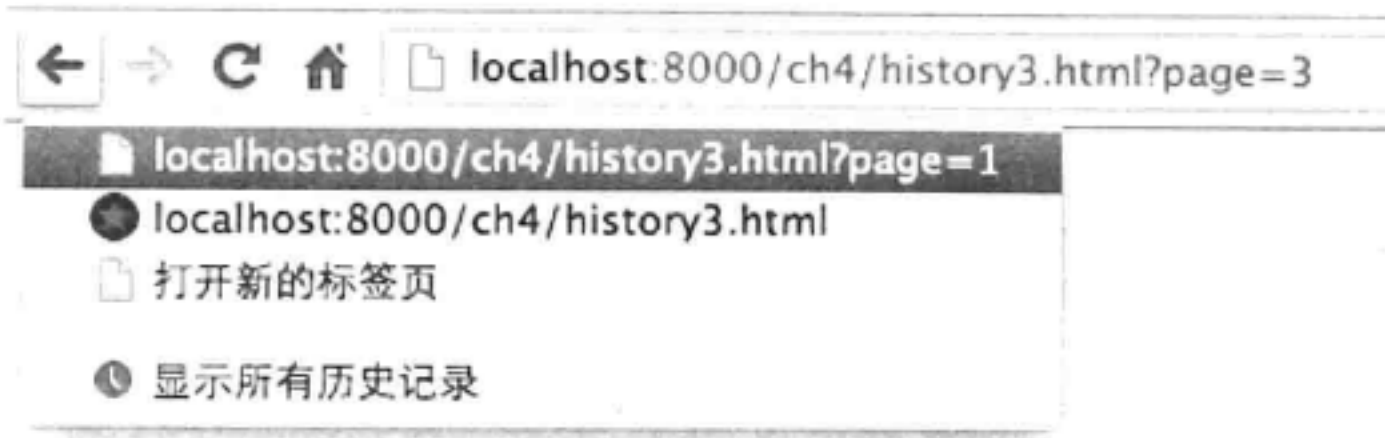 localhost:8000/ch4/history3.html?page=3
localhost:8000/ch4/history3.html?page=1
localhost:8000/ch4/history3.html
打开新的标签页
显示所有历史记录